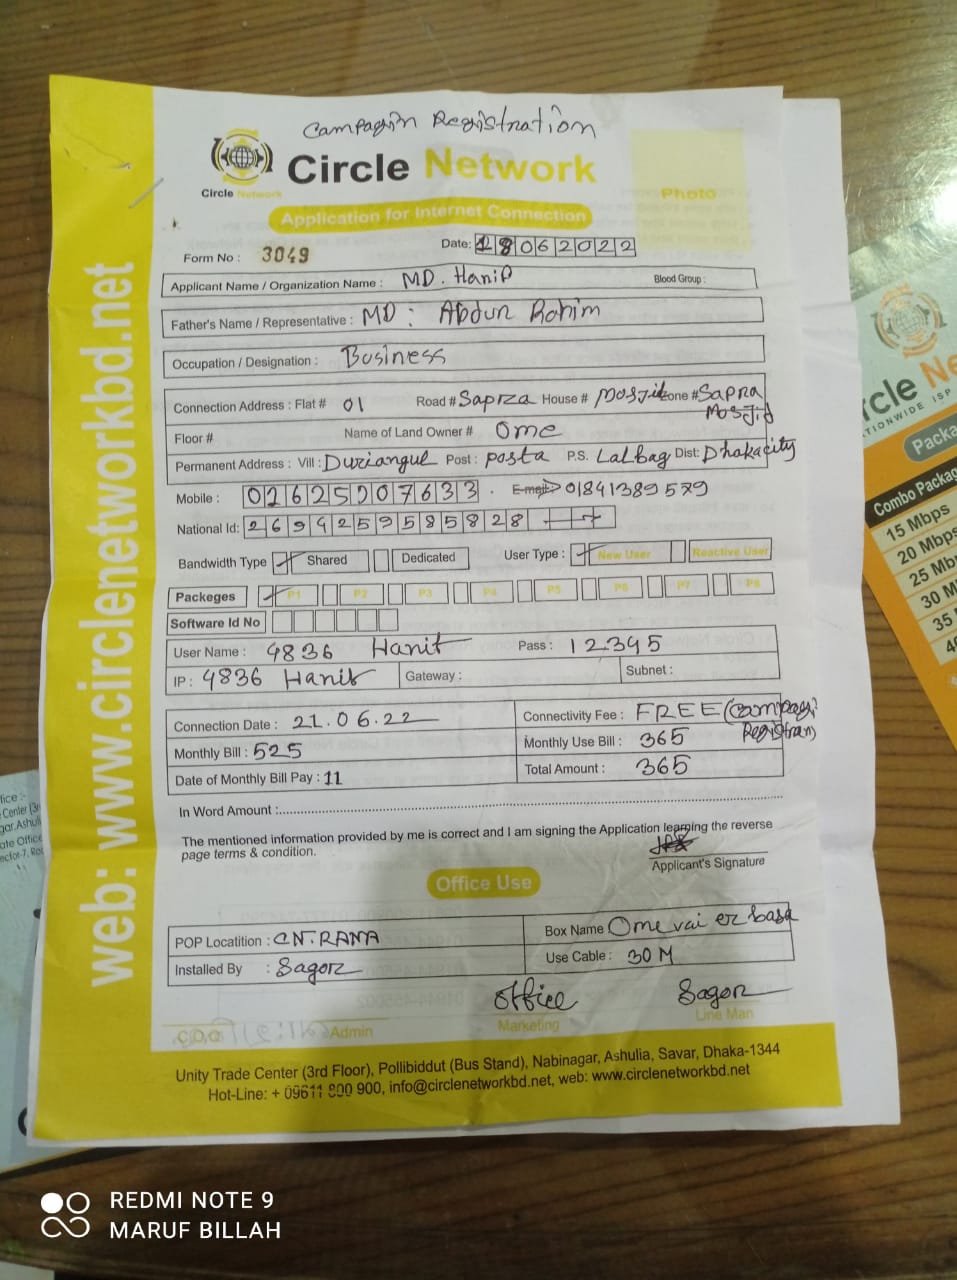 Campagin Registration
Circle Network
Circle Network
Photo
Application for Internet Connection
Form No : 3049
Date: 18062022
Applicant Name / Organization Name : MD. Hanif
Blood Group :
Father's Name / Representative : MD: Abdur Rohim
Occupation / Designation : Business
Connection Address : Flat # 01 Road # Sapra House # Mosjid Zone # Sapra Mosjid
Floor # Name of Land Owner # Ome
Permanent Address : Vill : Duriangul Post : Posta P.S. Lalbag Dist: Dhakacity
Mobile : E-mail 01841389579
National Id: 2694259585828
Bandwidth Type Shared Dedicated User Type : New User Reactive User
Packeges P1 P2 P3 P4 P5 P6 P7 P8
Software Id No
User Name : 4836 Hanif Pass : 12345
IP : 4836 Hanif Gateway : Subnet :
Connection Date : 21.06.22 Connectivity Fee : FREE (Campagi Registran)
Monthly Bill : 525 Monthly Use Bill : 365
Date of Monthly Bill Pay : 11 Total Amount : 365
In Word Amount :
The mentioned information provided by me is correct and I am signing the Application learning the reverse
page terms & condition.
Applicant's Signature
Office Use
POP Locatition : CN.RANA Box Name Ome vai er basa
Installed By : Sagor Use Cable : 30 M
office Sagor
C.O.O Admin Marketing Line Man
Unity Trade Center (3rd Floor), Pollibiddut (Bus Stand), Nabinagar, Ashulia, Savar, Dhaka-1344
Hot-Line: + 09611 800 900, info@circlenetworkbd.net, web: www.circlenetworkbd.net
web: www.circlenetworkbd.net
rcle Ne
TIONWIDE ISP
Packa
Combo Packag
15 Mbps
20 Mbps
25 Mb
30 M
35
REDMI NOTE 9
MARUF BILLAH